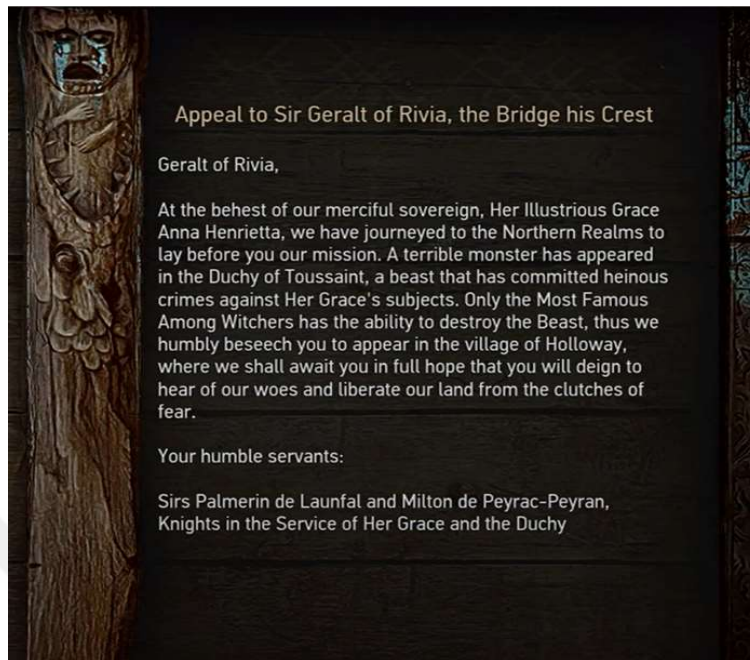 Appeal to Sir Geralt of Rivia, the Bridge his Crest
Geralt of Rivia,
At the behest of our merciful sovereign, Her Illustrious Grace
Anna Henrietta, we have journeyed to the Northern Realms to
lay before you our mission. A terrible monster has appeared
in the Duchy of Toussaint, a beast that has committed heinous
crimes against Her Grace's subjects. Only the Most Famous
Among Witchers has the ability to destroy the Beast, thus we
humbly beseech you to appear in the village of Holloway,
where we shall await you in full hope that you will deign to
hear of our woes and liberate our land from the clutches of
fear.
Your humble servants:
Sirs Palmerin de Launfal and Milton de Peyrac-Peyran,
Knights in the Service of Her Grace and the Duchy